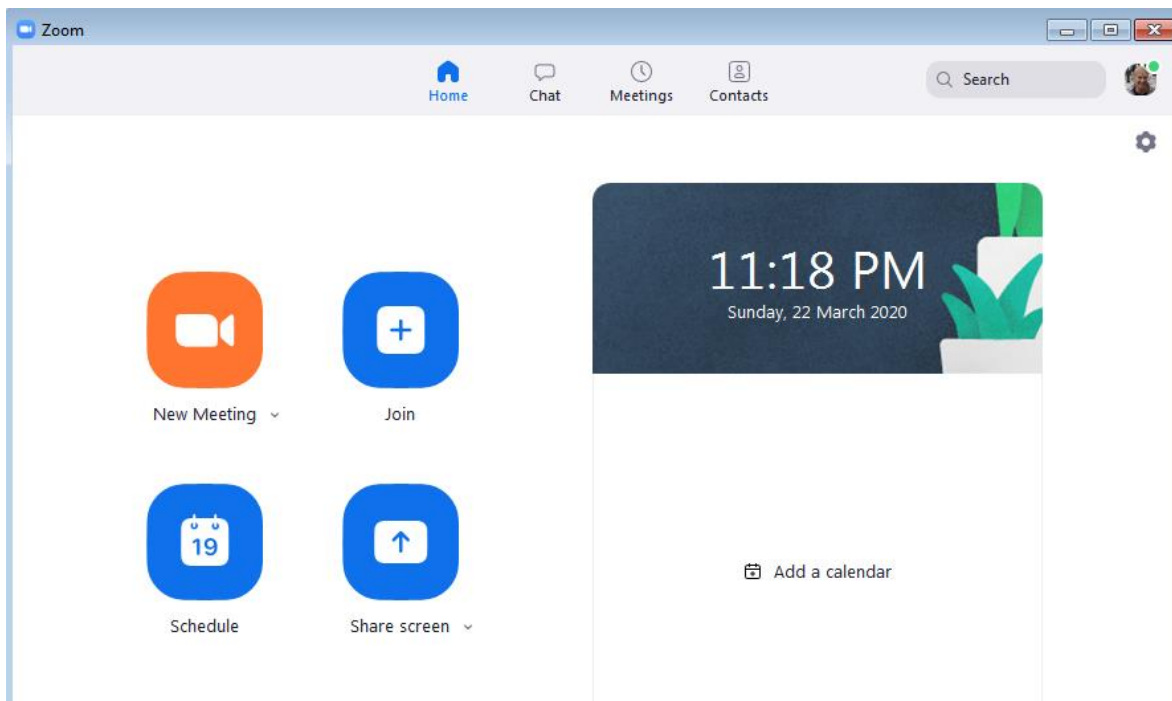 Zoom
Home Chat Meetings Contacts Search
11:18 PM
Sunday, 22 March 2020
New Meeting Join
19
Add a calendar
Schedule Share screen